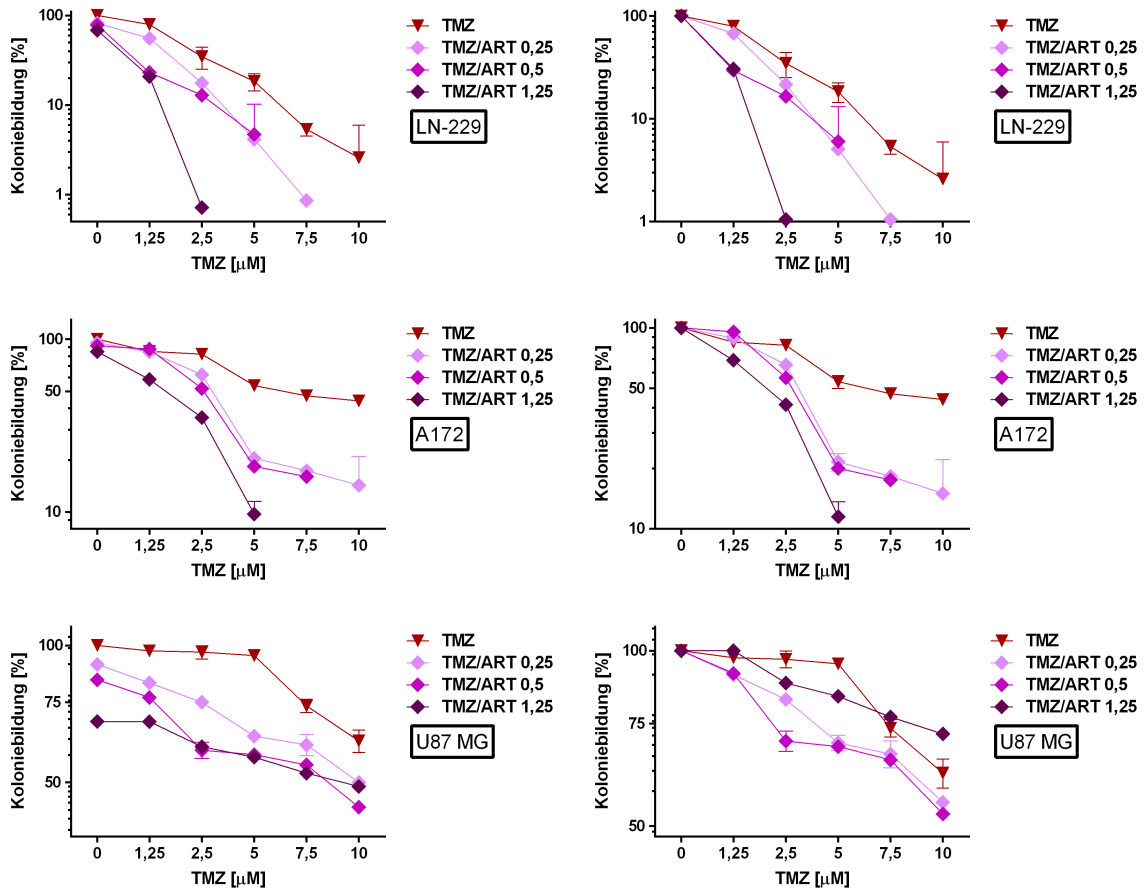 Koloniebildung [%]
100
10
1
0 1,25 2,5 5 7,5 10
TMZ [μM]
TMZ
TMZ/ART 0,25
TMZ/ART 0,5
TMZ/ART 1,25
LN-229
Koloniebildung [%]
100
10
1
0 1,25 2,5 5 7,5 10
TMZ [μM]
TMZ
TMZ/ART 0,25
TMZ/ART 0,5
TMZ/ART 1,25
LN-229
Koloniebildung [%]
100
50
10
0 1,25 2,5 5 7,5 10
TMZ [μM]
TMZ
TMZ/ART 0,25
TMZ/ART 0,5
TMZ/ART 1,25
A172
Koloniebildung [%]
100
50
10
0 1,25 2,5 5 7,5 10
TMZ [μM]
TMZ
TMZ/ART 0,25
TMZ/ART 0,5
TMZ/ART 1,25
A172
Koloniebildung [%]
100
75
50
0 1,25 2,5 5 7,5 10
TMZ [μM]
TMZ
TMZ/ART 0,25
TMZ/ART 0,5
TMZ/ART 1,25
U87 MG
Koloniebildung [%]
100
75
50
0 1,25 2,5 5 7,5 10
TMZ [μM]
TMZ
TMZ/ART 0,25
TMZ/ART 0,5
TMZ/ART 1,25
U87 MG